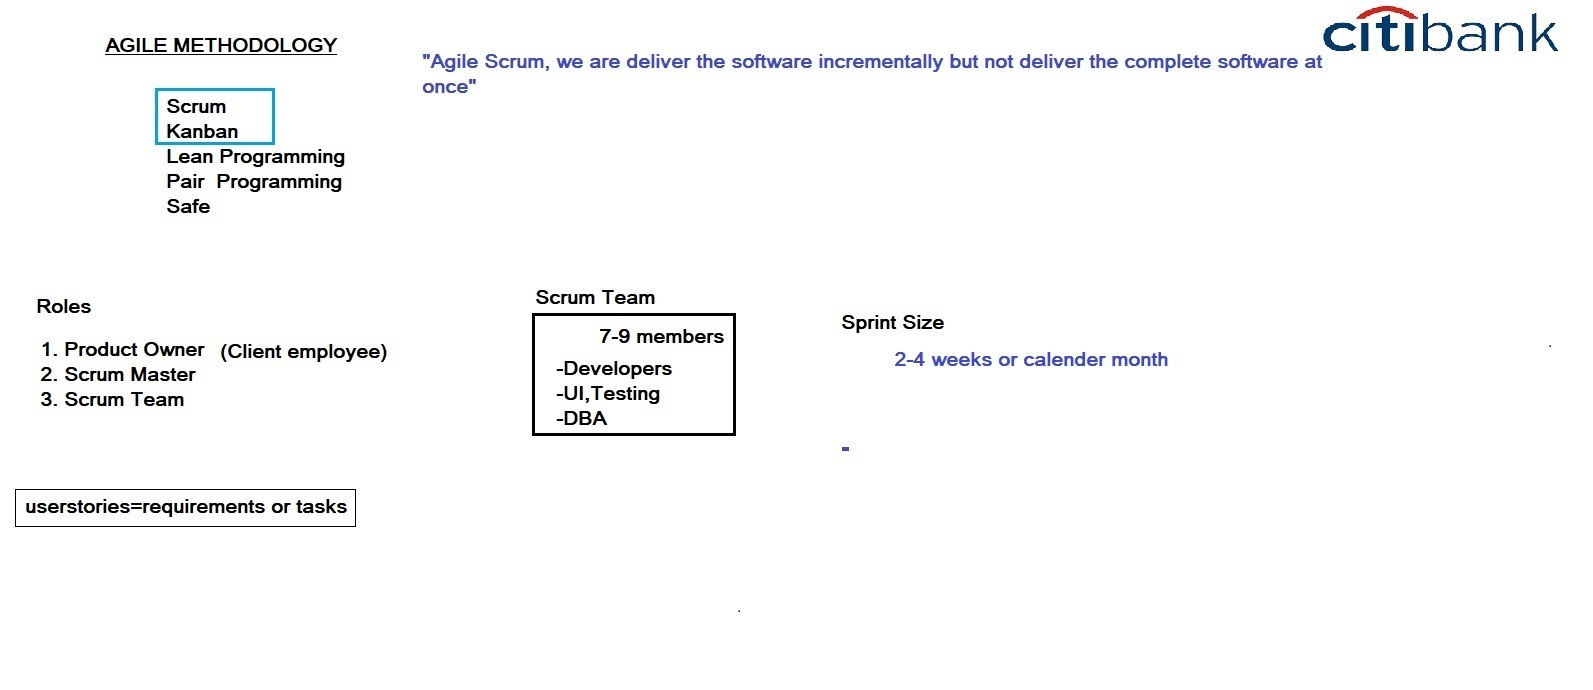 AGILE METHODOLOGY
citibank
"Agile Scrum, we are deliver the software incrementally but not deliver the complete software at
once"
Scrum
Kanban
Lean Programming
Pair  Programming
Safe
Roles
1. Product Owner (Client employee)
2. Scrum Master
3. Scrum Team
Scrum Team
7-9 members
-Developers
-UI,Testing
-DBA
Sprint Size
2-4 weeks or calender month
-
userstories=requirements or tasks